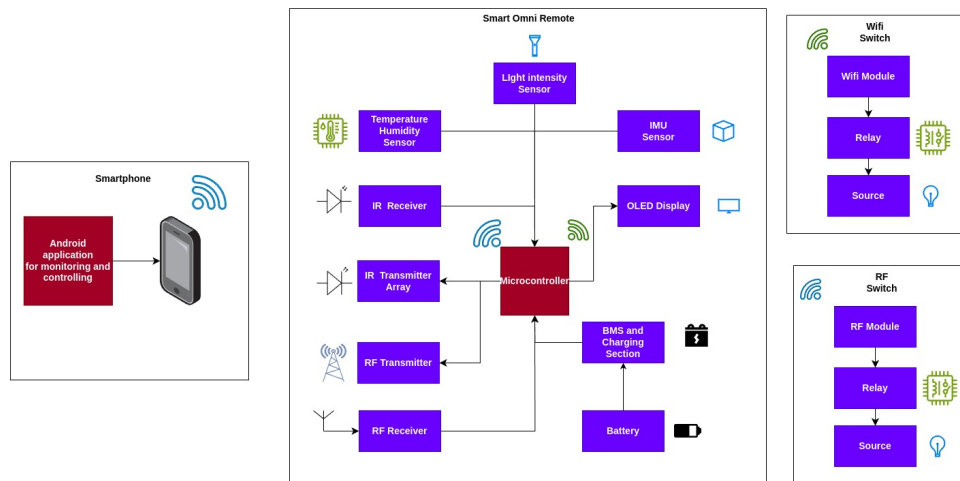 Smartphone
Android
application
for monitoring and
controlling
Smart Omni Remote
LIght intensity
Sensor
Temperature
Humidity
Sensor
IMU
Sensor
IR Receiver
OLED Display
IR Transmitter
Array
Microcontroller
RF Transmitter
BMS and
Charging
Section
RF Receiver
Battery
Wifi
Switch
Wifi Module
Relay
Source
RF
Switch
RF Module
Relay
Source